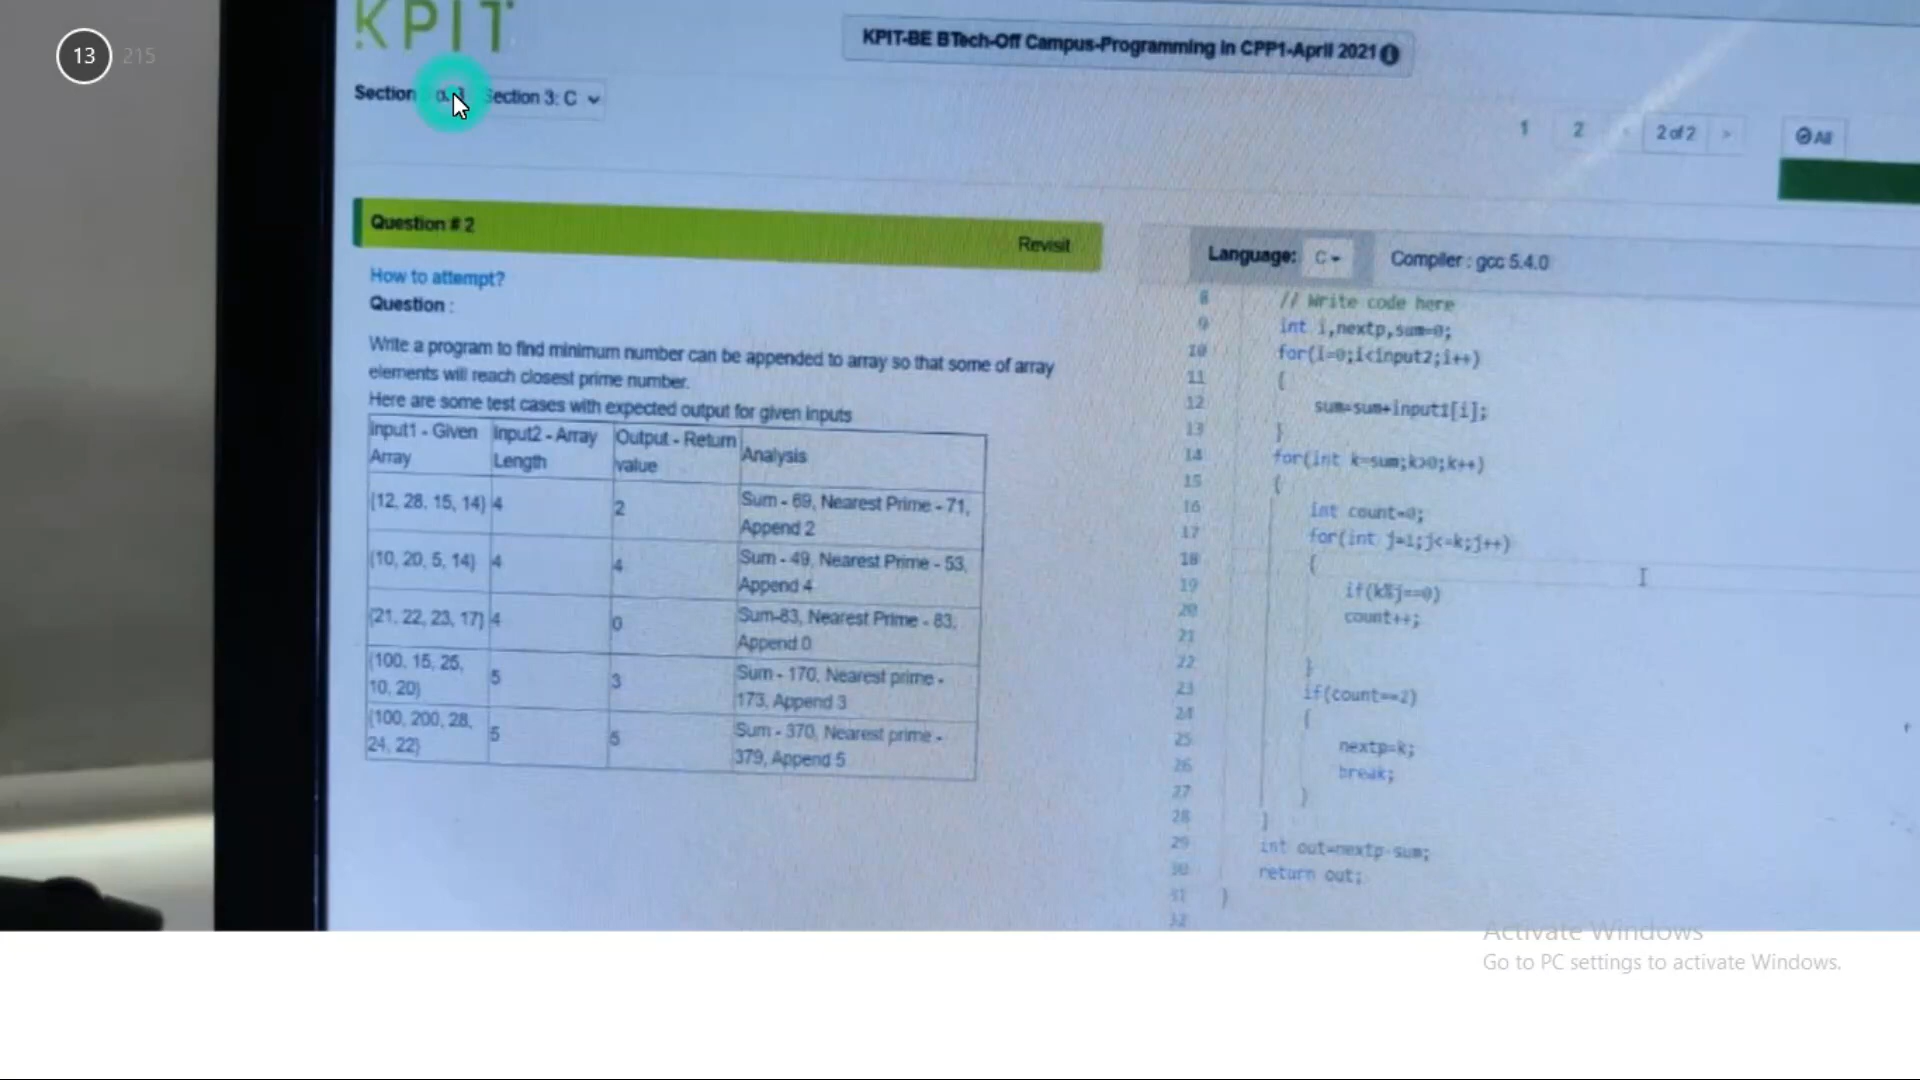 13 215
KPIT
KPIT-BE BTech-Off Campus-Programming in CPP1-April 2021
Section Section 3: C
1 2 2 of 2 > All
Question # 2
Revisit
How to attempt?
Question :
Write a program to find minimum number can be appended to array so that some of array
elements will reach closest prime number.
Here are some test cases with expected output for given inputs
Input1 - Given Array Input2 - Array Length Output - Return value Analysis
{12, 28, 15, 14} 4 2 Sum - 69, Nearest Prime - 71, Append 2
{10, 20, 5, 14} 4 4 Sum - 49, Nearest Prime - 53, Append 4
{21, 22, 23, 17} 4 0 Sum-83, Nearest Prime - 83, Append 0
{100, 15, 25, 10, 20} 5 3 Sum - 170, Nearest prime - 173, Append 3
{100, 200, 28, 24, 22} 5 5 Sum - 370, Nearest prime - 379, Append 5
Language: C Compiler : gcc 5.4.0
8 // Write code here
9 int i,nextp,sum=0;
10 for(i=0;i<input2;i++)
11 {
12 sum=sum+input1[i];
13 }
14 for(int k=sum;k>0;k++)
15 {
16 int count=0;
17 for(int j=1;j<=k;j++)
18 {
19 if(k%j==0)
20 count++;
21
22 }
23 if(count==2)
24 {
25 nextp=k;
26 break;
27 }
28 }
29 int out=nextp-sum;
30 return out;
31 }
32
Activate Windows
Go to PC settings to activate Windows.